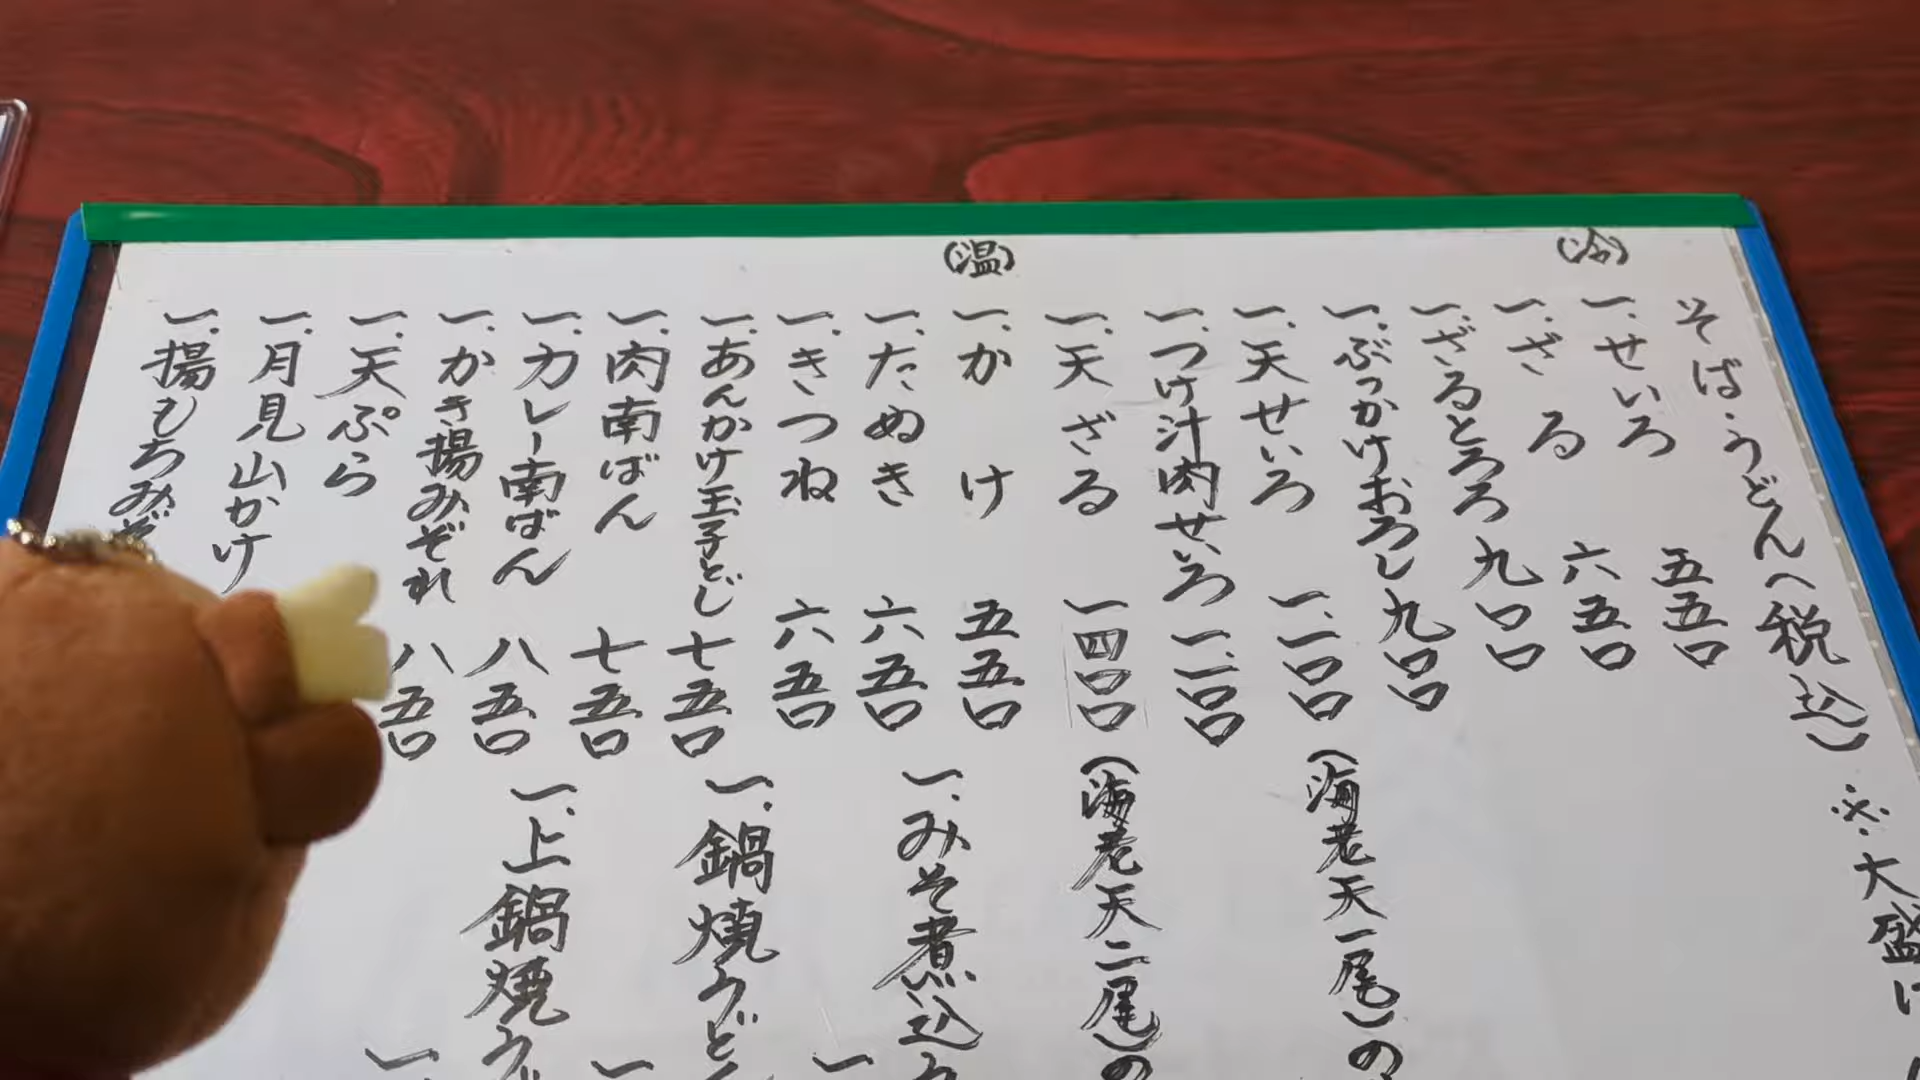 そば・うどん(税込)
※大盛
(冷)
一、せいろ 五五〇
一、ざる 六五〇
一、ざるとろろ 九〇〇
一、ぶっかけおろし 九〇〇
一、天せいろ 一、一〇〇
(海老天一尾)の
一、つけ汁肉せいろ 一、一〇〇
一、天ざる 一四〇〇
(海老天二尾)の
(温)
一、かけ 五五〇
一、たぬき 六五〇
一、きつね 六五〇
一、あんかけ玉子とじ 七五〇
一、肉南ばん 七五〇
一、カレー南ばん 八五〇
一、かき揚みぞれ 八五〇
一、天ぷら
一、月見山かけ
一、揚もちみぞ
一、みそ煮込う
一、鍋焼うど
一、上鍋焼う